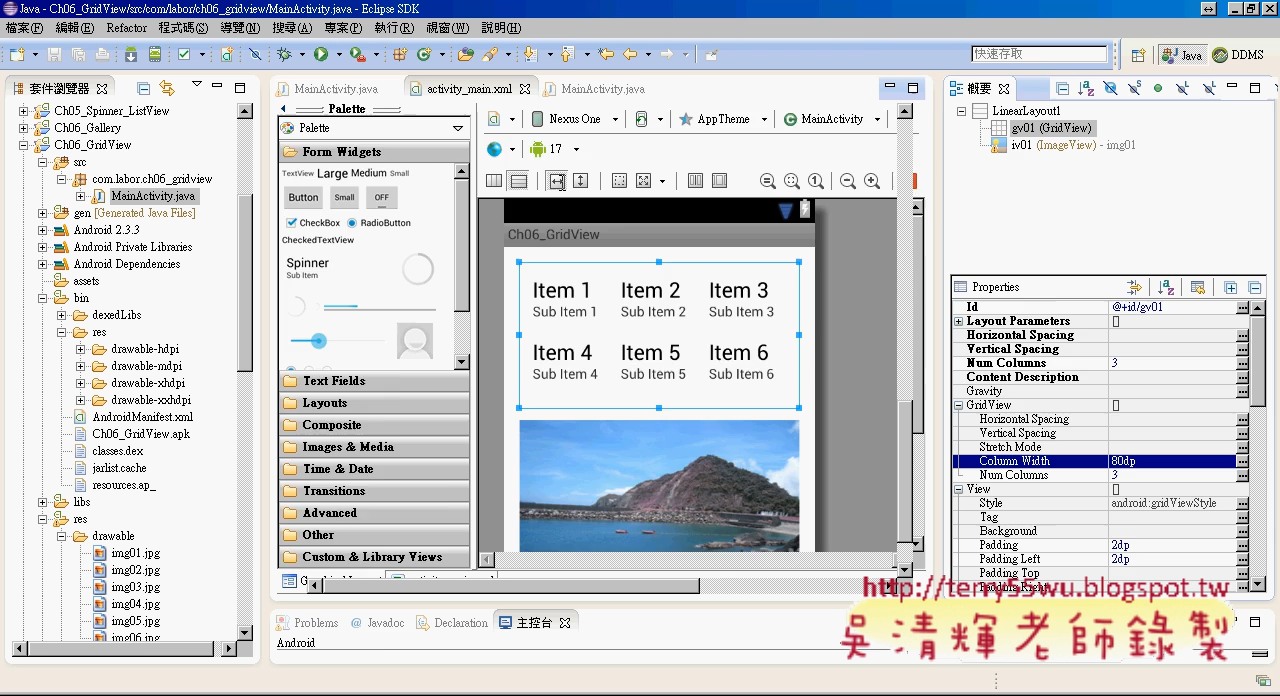 Java - Ch06_GridView/src/com/labor/ch06_gridview/MainActivity.java - Eclipse SDK
檔案(F) 編輯(E) Refactor 程式碼(S) 導覽(N) 搜尋(A) 專案(P) 執行(R) 視窗(W) 說明(H)
快速存取
Java
DDMS
套件瀏覽器
Ch05_Spinner_ListView
Ch06_Gallery
Ch06_GridView
src
com.labor.ch06_gridview
MainActivity.java
gen [Generated Java Files]
Android 2.3.3
Android Private Libraries
Android Dependencies
assets
bin
dexedLibs
res
drawable-hdpi
drawable-mdpi
drawable-xhdpi
drawable-xxhdpi
AndroidManifest.xml
Ch06_GridView.apk
classes.dex
jarlist.cache
resources.ap_
libs
res
drawable
img01.jpg
img02.jpg
img03.jpg
img04.jpg
img05.jpg
img06.jpg
MainActivity.java
activity_main.xml
MainActivity.java
Palette
Palette
Form Widgets
TextView Large Medium Small
Button Small OFF
CheckBox RadioButton
CheckedTextView
Spinner
Sub Item
Text Fields
Layouts
Composite
Images & Media
Time & Date
Transitions
Advanced
Other
Custom & Library Views
Nexus One
AppTheme
MainActivity
17
Ch06_GridView
Item 1 Item 2 Item 3
Sub Item 1 Sub Item 2 Sub Item 3
Item 4 Item 5 Item 6
Sub Item 4 Sub Item 5 Sub Item 6
概要
LinearLayout1
gv01 (GridView)
iv01 (ImageView) - img01
Properties
Id @+id/gv01
Layout Parameters []
Horizontal Spacing
Vertical Spacing
Num Columns 3
Content Description
Gravity
GridView []
Horizontal Spacing
Vertical Spacing
Stretch Mode
Column Width 80dp
Num Columns 3
View []
Style android:gridViewStyle
Tag
Background
Padding 2dp
Padding Left 2dp
Padding Top
Padding Right
Problems
@ Javadoc
Declaration
主控台
Android
http://terry55wu.blogspot.tw
吳清輝老師錄製